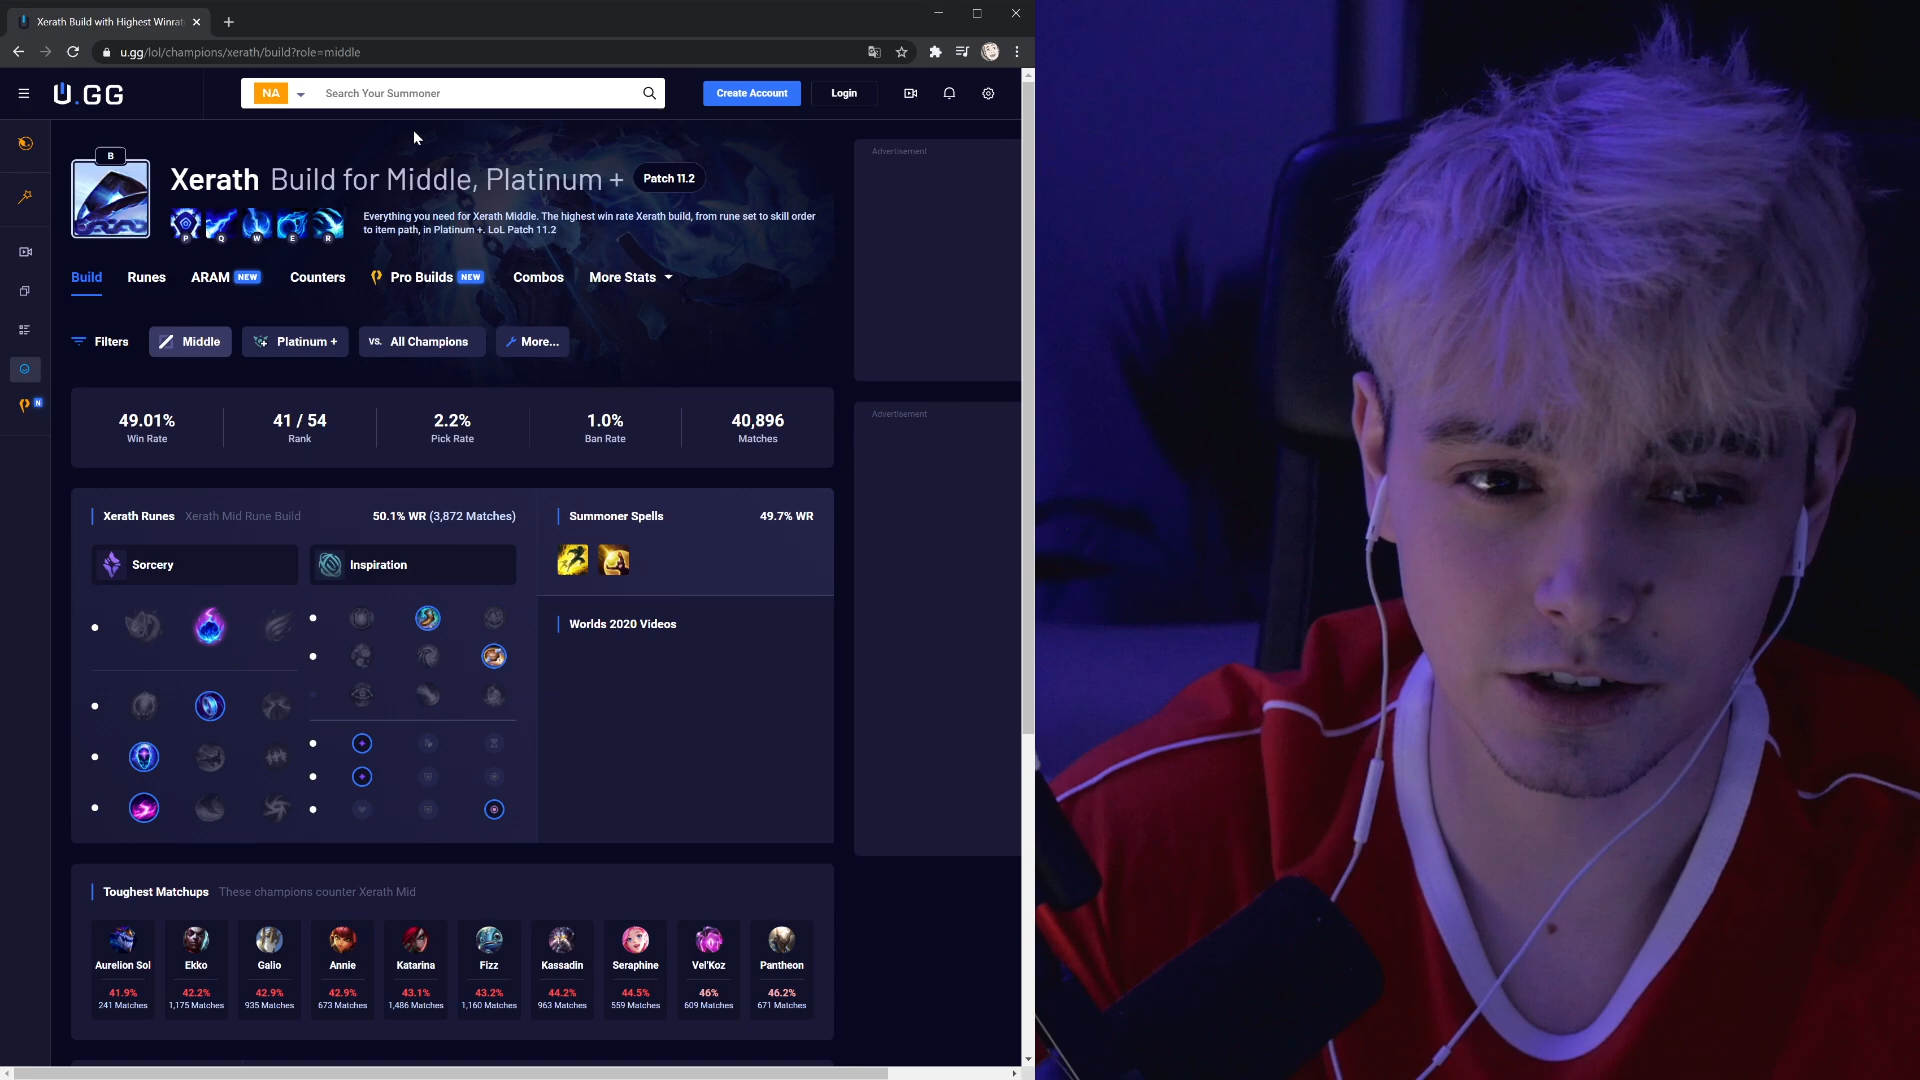 Xerath Build with Highest Winrat
u.gg/lol/champions/xerath/build?role=middle
U.GG
NA
Search Your Summoner
Create Account
Login
B
Xerath Build for Middle, Platinum +
Patch 11.2
P
Q
W
E
R
Everything you need for Xerath Middle. The highest win rate Xerath build, from rune set to skill order
to item path, in Platinum +. LoL Patch 11.2
Build
Runes
ARAM NEW
Counters
Pro Builds NEW
Combos
More Stats
Filters
Middle
Platinum +
VS. All Champions
More...
N
49.01%
Win Rate
41 / 54
Rank
2.2%
Pick Rate
1.0%
Ban Rate
40,896
Matches
Xerath Runes Xerath Mid Rune Build
50.1% WR (3,872 Matches)
Sorcery
Inspiration
Summoner Spells
49.7% WR
Worlds 2020 Videos
Toughest Matchups These champions counter Xerath Mid
Aurelion Sol
41.9%
241 Matches
Ekko
42.2%
1,175 Matches
Galio
42.9%
935 Matches
Annie
42.9%
673 Matches
Katarina
43.1%
1,486 Matches
Fizz
43.2%
1,160 Matches
Kassadin
44.2%
963 Matches
Seraphine
44.5%
559 Matches
Vel'Koz
46%
609 Matches
Pantheon
46.2%
671 Matches
Advertisement
Advertisement